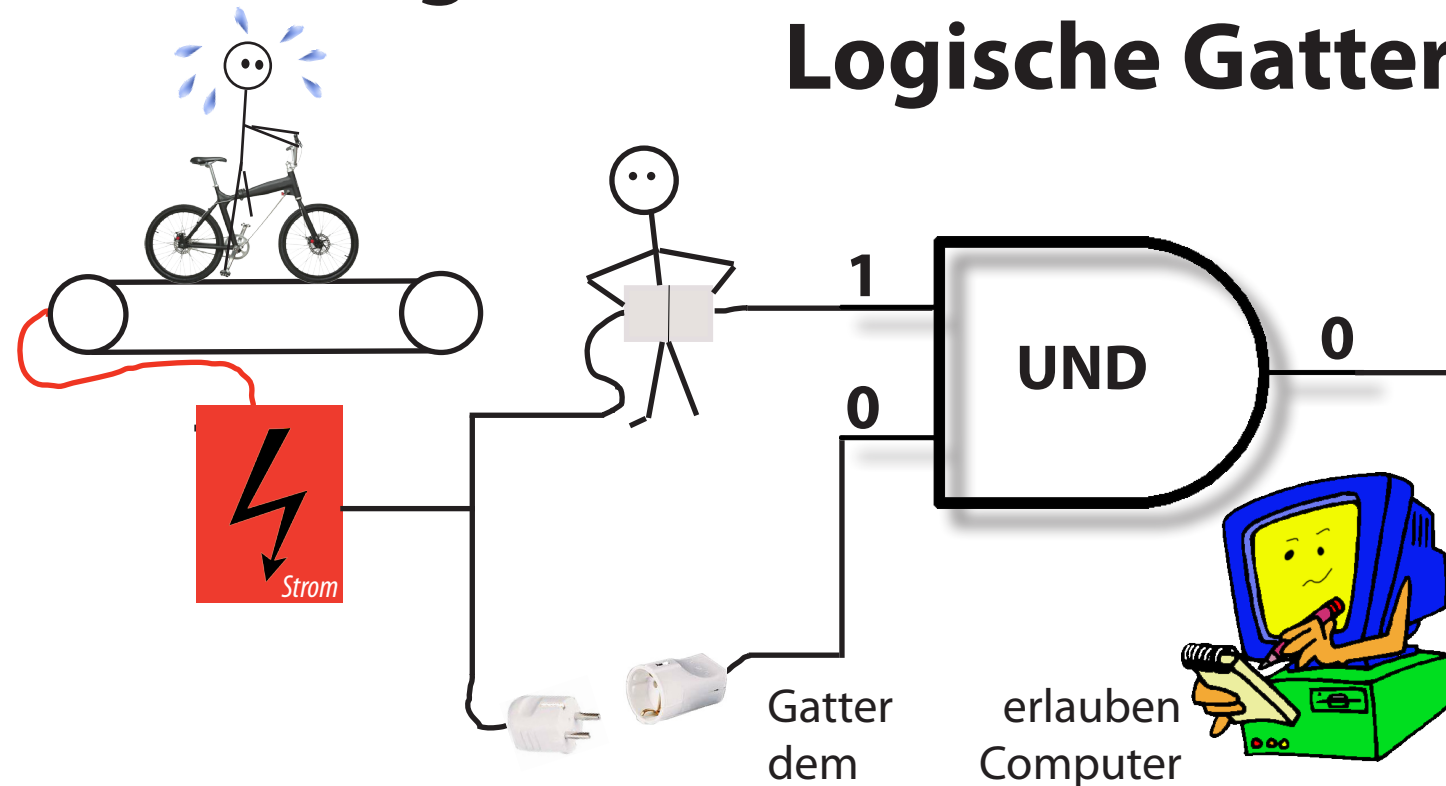 Logische Gatter
1
UND
0
0
Strom
Gatter erlauben
dem Computer